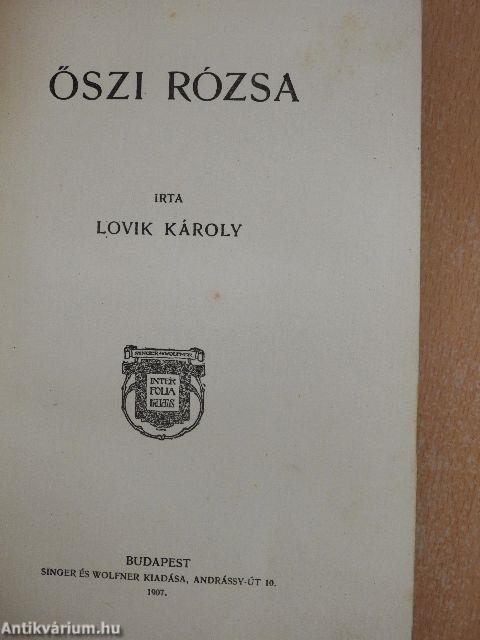 ŐSZI RÓZSA
IRTA
LOVIK KÁROLY
SINGER ÉS WOLFNER
INTER
FOLIA
FRUCTUS
BUDAPEST
SINGER ÉS WOLFNER KIADÁSA, ANDRÁSSY-ÚT 10.
1907.
Antikvárium.hu